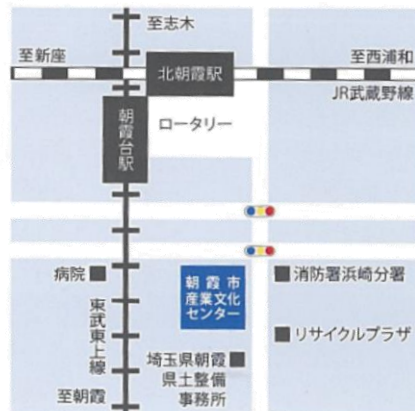 至志木
至新座
北朝霞駅
至西浦和
JR武蔵野線
朝霞台駅
ロータリー
病院
朝霞市
産業文化
センター
消防署浜崎分署
東武東上線
リサイクルプラザ
埼玉県朝霞
県土整備
事務所
至朝霞